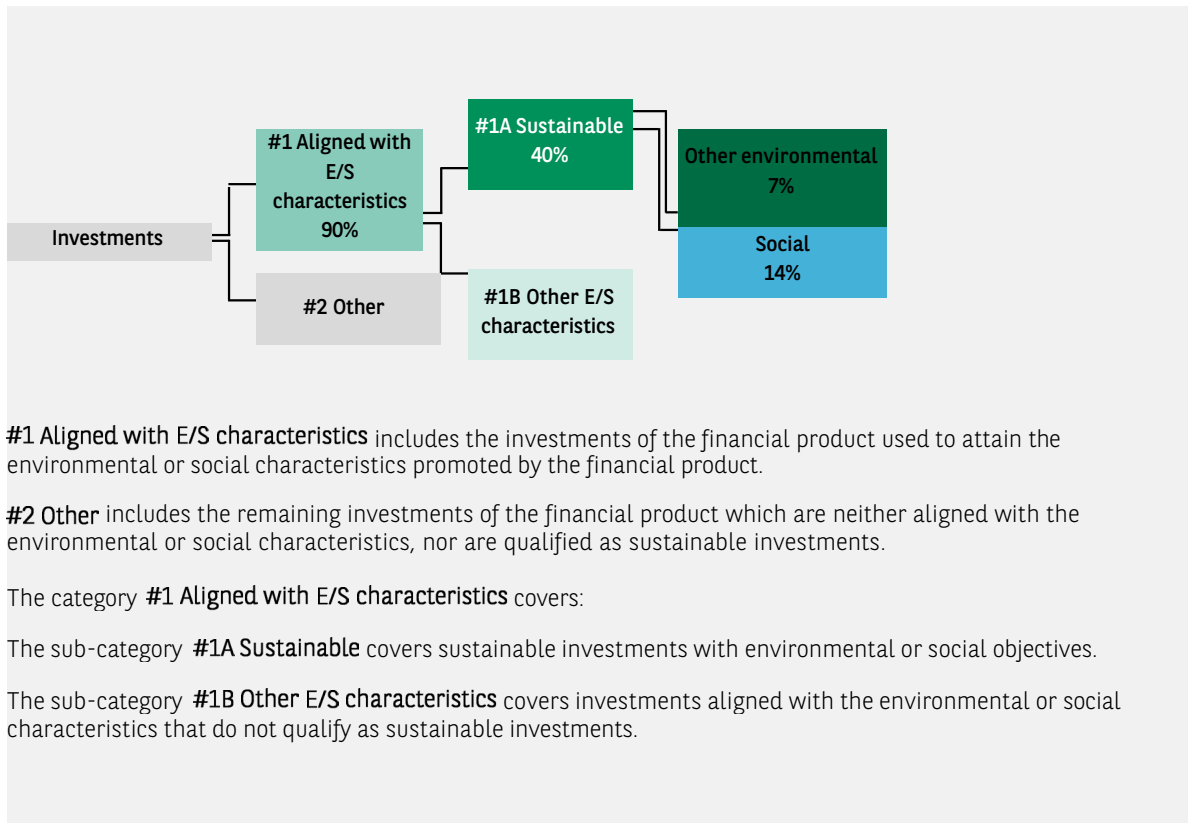 #1A Sustainable
40%
#1 Aligned with
E/S
characteristics
90%
Other environmental
7%
Investments
Social
14%
#2 Other
#1B Other E/S
characteristics
#1 Aligned with E/S characteristics includes the investments of the financial product used to attain the
environmental or social characteristics promoted by the financial product.
#2 Other includes the remaining investments of the financial product which are neither aligned with the
environmental or social characteristics, nor are qualified as sustainable investments.
The category #1 Aligned with E/S characteristics covers:
The sub-category #1A Sustainable covers sustainable investments with environmental or social objectives.
The sub-category #1B Other E/S characteristics covers investments aligned with the environmental or social
characteristics that do not qualify as sustainable investments.